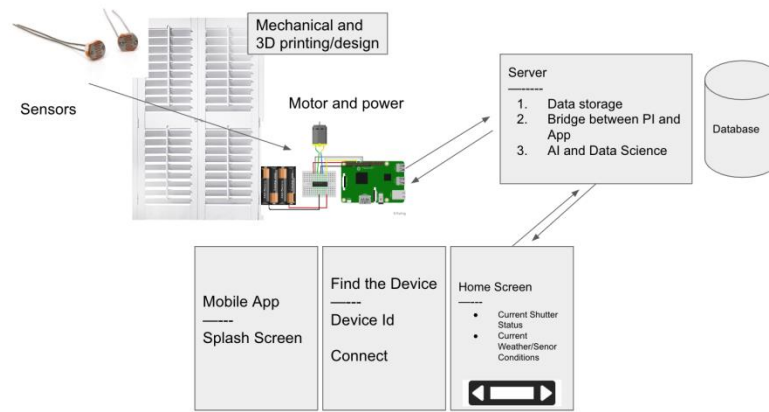 Mechanical and
3D printing/design
Sensors
Motor and power
Server
1. Data storage
2. Bridge between PI and
App
3. AI and Data Science
Database
Mobile App
Splash Screen
Find the Device
Device Id
Connect
Home Screen
● Current Shutter
Status
● Current
Weather/Senor
Conditions